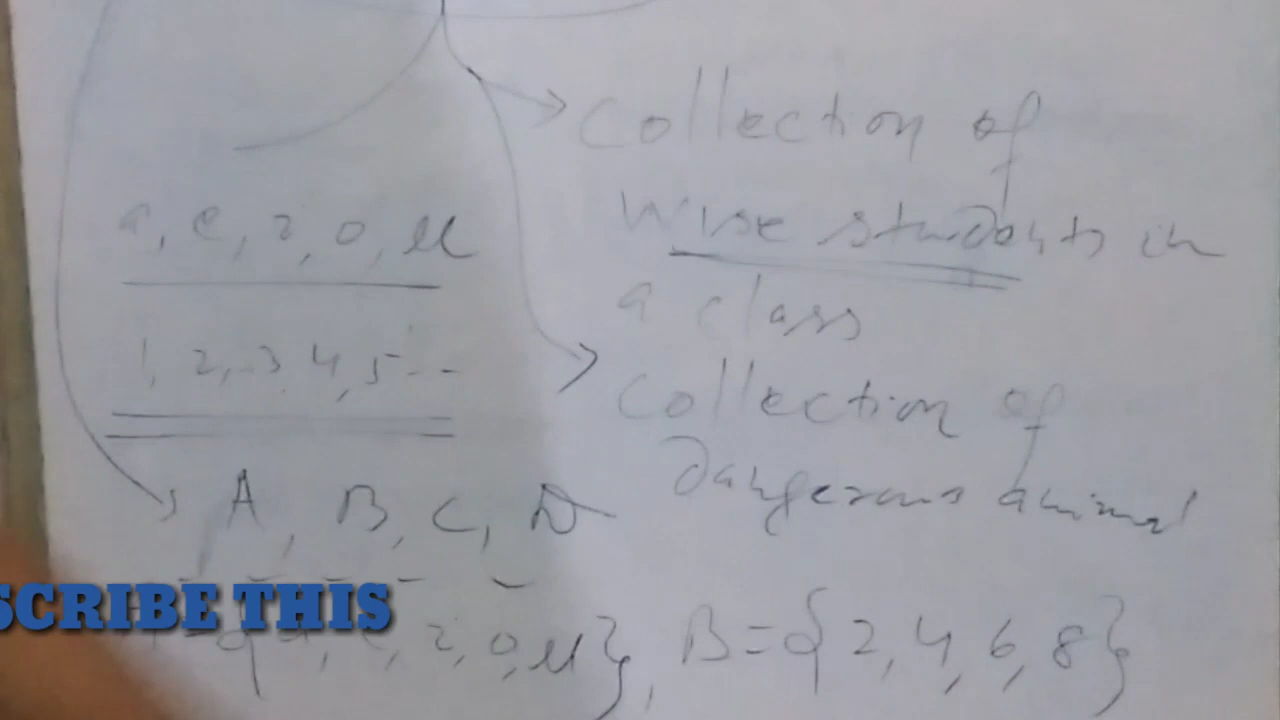 a, e, i, o, u
1, 2, 3, 4, 5 - -
A, B, C, D
Collection of
wise students in
a class
Collection of
dangerous animal
SCRIBE THIS
={a, e, i, o, u}, B={2, 4, 6, 8}